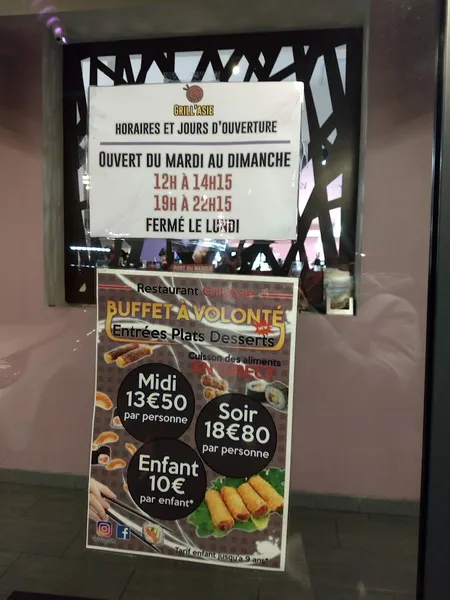 GRILL'ASIE
HORAIRES ET JOURS D'OUVERTURE
OUVERT DU MARDI AU DIMANCHE
12H À 14H15
19H À 22H15
FERMÉ LE LUNDI
Restaurant
BUFFET À VOLONTÉ
Entrées Plats Desserts
Cuisson des aliments
Midi
13€50
par personne
Soir
18€80
par personne
Enfant
10€
par enfant*
Tarif enfant jusqu'à 9 ans